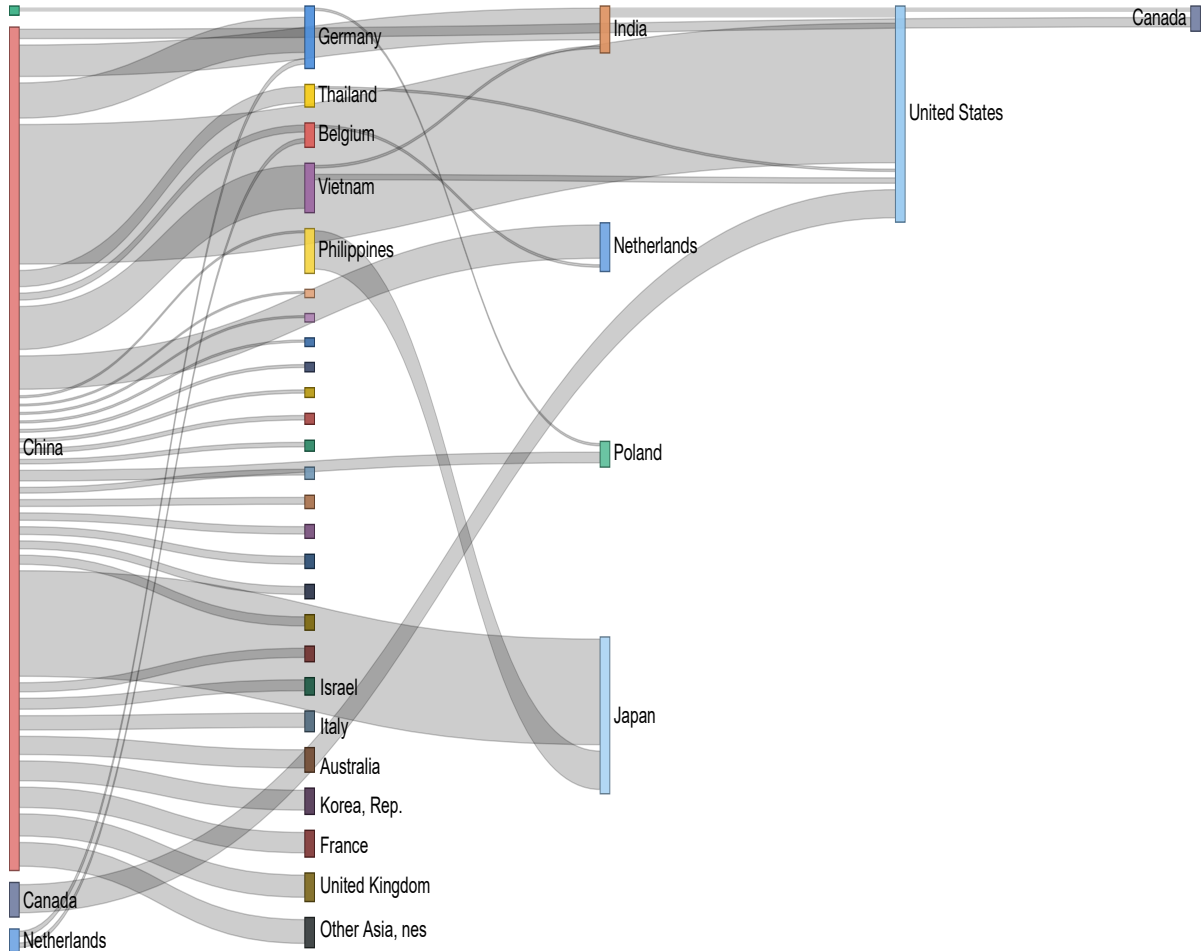 Germany
India
Canada
Thailand
United States
Belgium
Vietnam
Philippines
Netherlands
China
Poland
Israel
Japan
Italy
Australia
Korea, Rep.
France
United Kingdom
Canada
Other Asia, nes
Netherlands